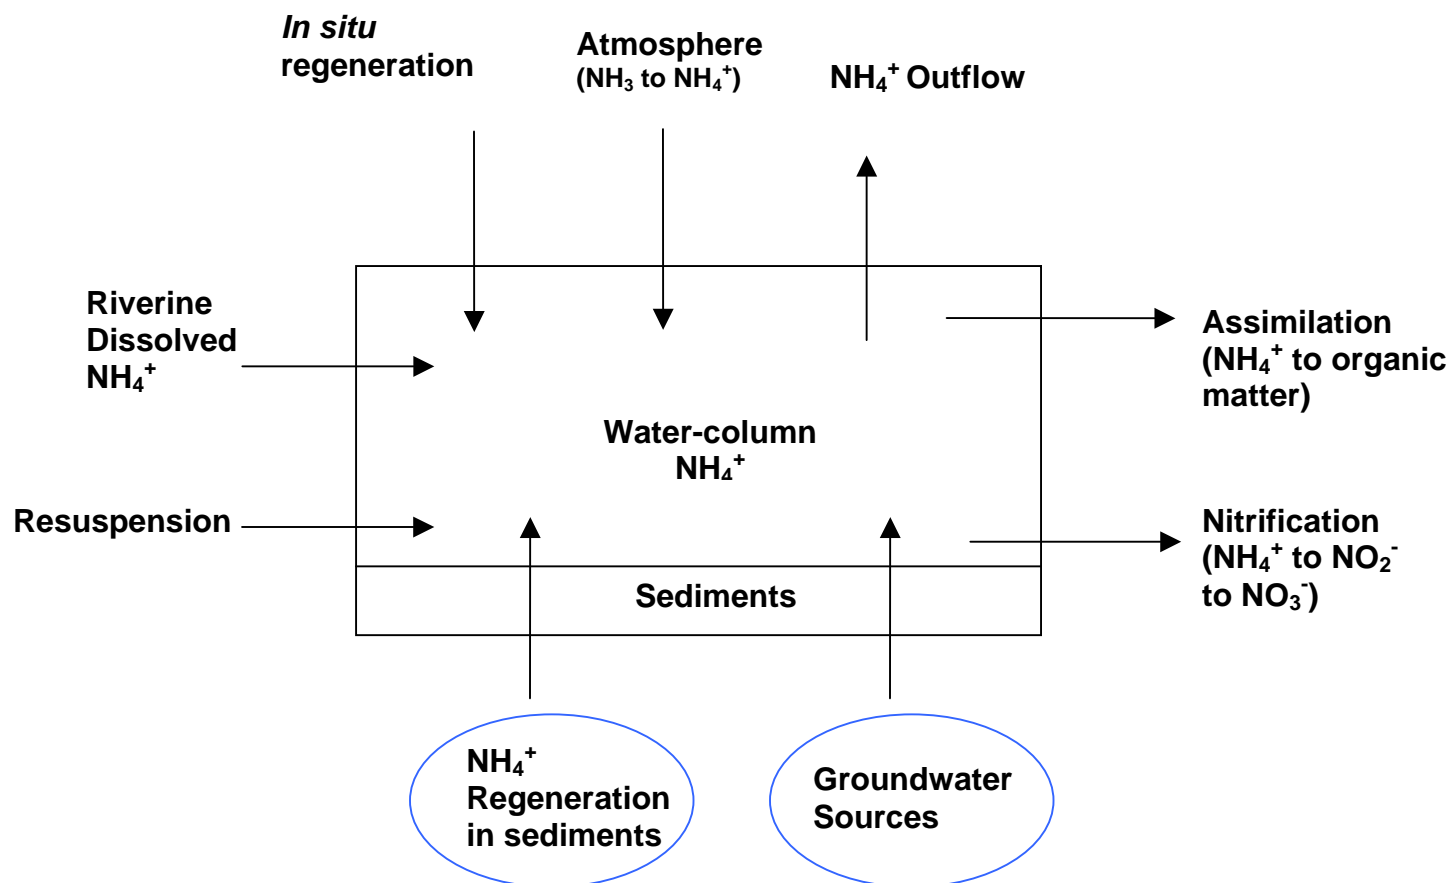 In situ
regeneration
Atmosphere
(NH₃ to NH₄⁺)
NH₄⁺ Outflow
Riverine
Dissolved
NH₄⁺
Assimilation
(NH₄⁺ to organic
matter)
Water-column
NH₄⁺
Resuspension
Nitrification
(NH₄⁺ to NO₂⁻
to NO₃⁻)
Sediments
NH₄⁺
Regeneration
in sediments
Groundwater
Sources